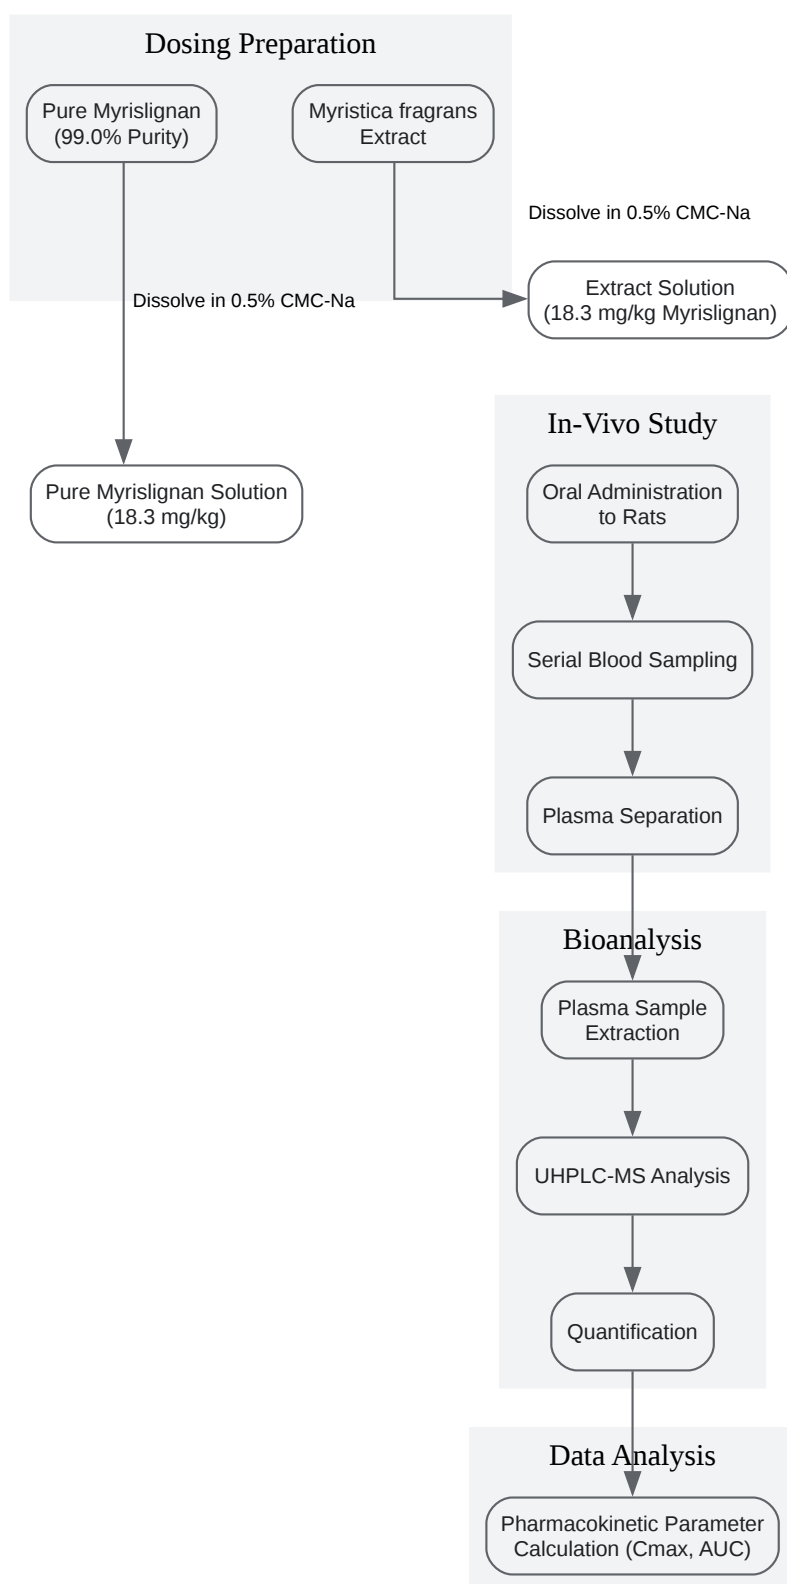 Dosing Preparation
Pure Myrislignan
(99.0% Purity)
Myristica fragrans
Extract
Dissolve in 0.5% CMC-Na
Dissolve in 0.5% CMC-Na
Extract Solution
(18.3 mg/kg Myrislignan)
Pure Myrislignan Solution
(18.3 mg/kg)
In-Vivo Study
Oral Administration
to Rats
Serial Blood Sampling
Plasma Separation
Bioanalysis
Plasma Sample
Extraction
UHPLC-MS Analysis
Quantification
Data Analysis
Pharmacokinetic Parameter
Calculation (Cmax, AUC)